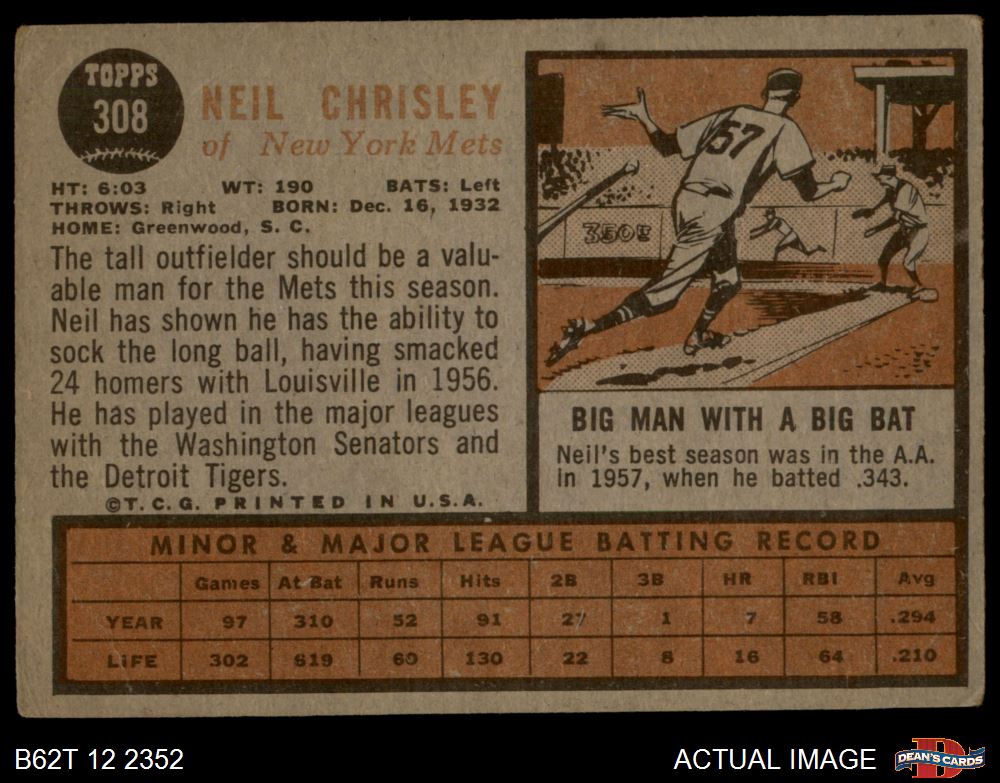 TOPPS
308
NEIL CHRISLEY
of New York Mets
HT: 6:03 WT: 190 BATS: Left
THROWS: Right BORN: Dec. 16, 1932
HOME: Greenwood, S. C.
The tall outfielder should be a valu-
able man for the Mets this season.
Neil has shown he has the ability to
sock the long ball, having smacked
24 homers with Louisville in 1956.
He has played in the major leagues
with the Washington Senators and
the Detroit Tigers.
©T. C. G. PRINTED IN U.S.A.
57
350FT
BIG MAN WITH A BIG BAT
Neil's best season was in the A.A.
in 1957, when he batted .343.
MINOR & MAJOR LEAGUE BATTING RECORD
Games At Bat Runs Hits 2B 3B HR RBI Avg
YEAR 97 310 52 91 27 1 7 58 .294
LIFE 302 619 60 130 22 8 16 64 .210
B62T 12 2352
ACTUAL IMAGE
D
DEAN'S CARDS